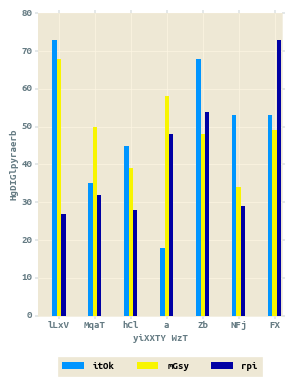 80
70
60
50
40
30
20
10
0
HgDIGlpyraerb
lLxV MqaT hCl a Zb NFj FX
yiXXTY WzT
itOk mGsy rpi